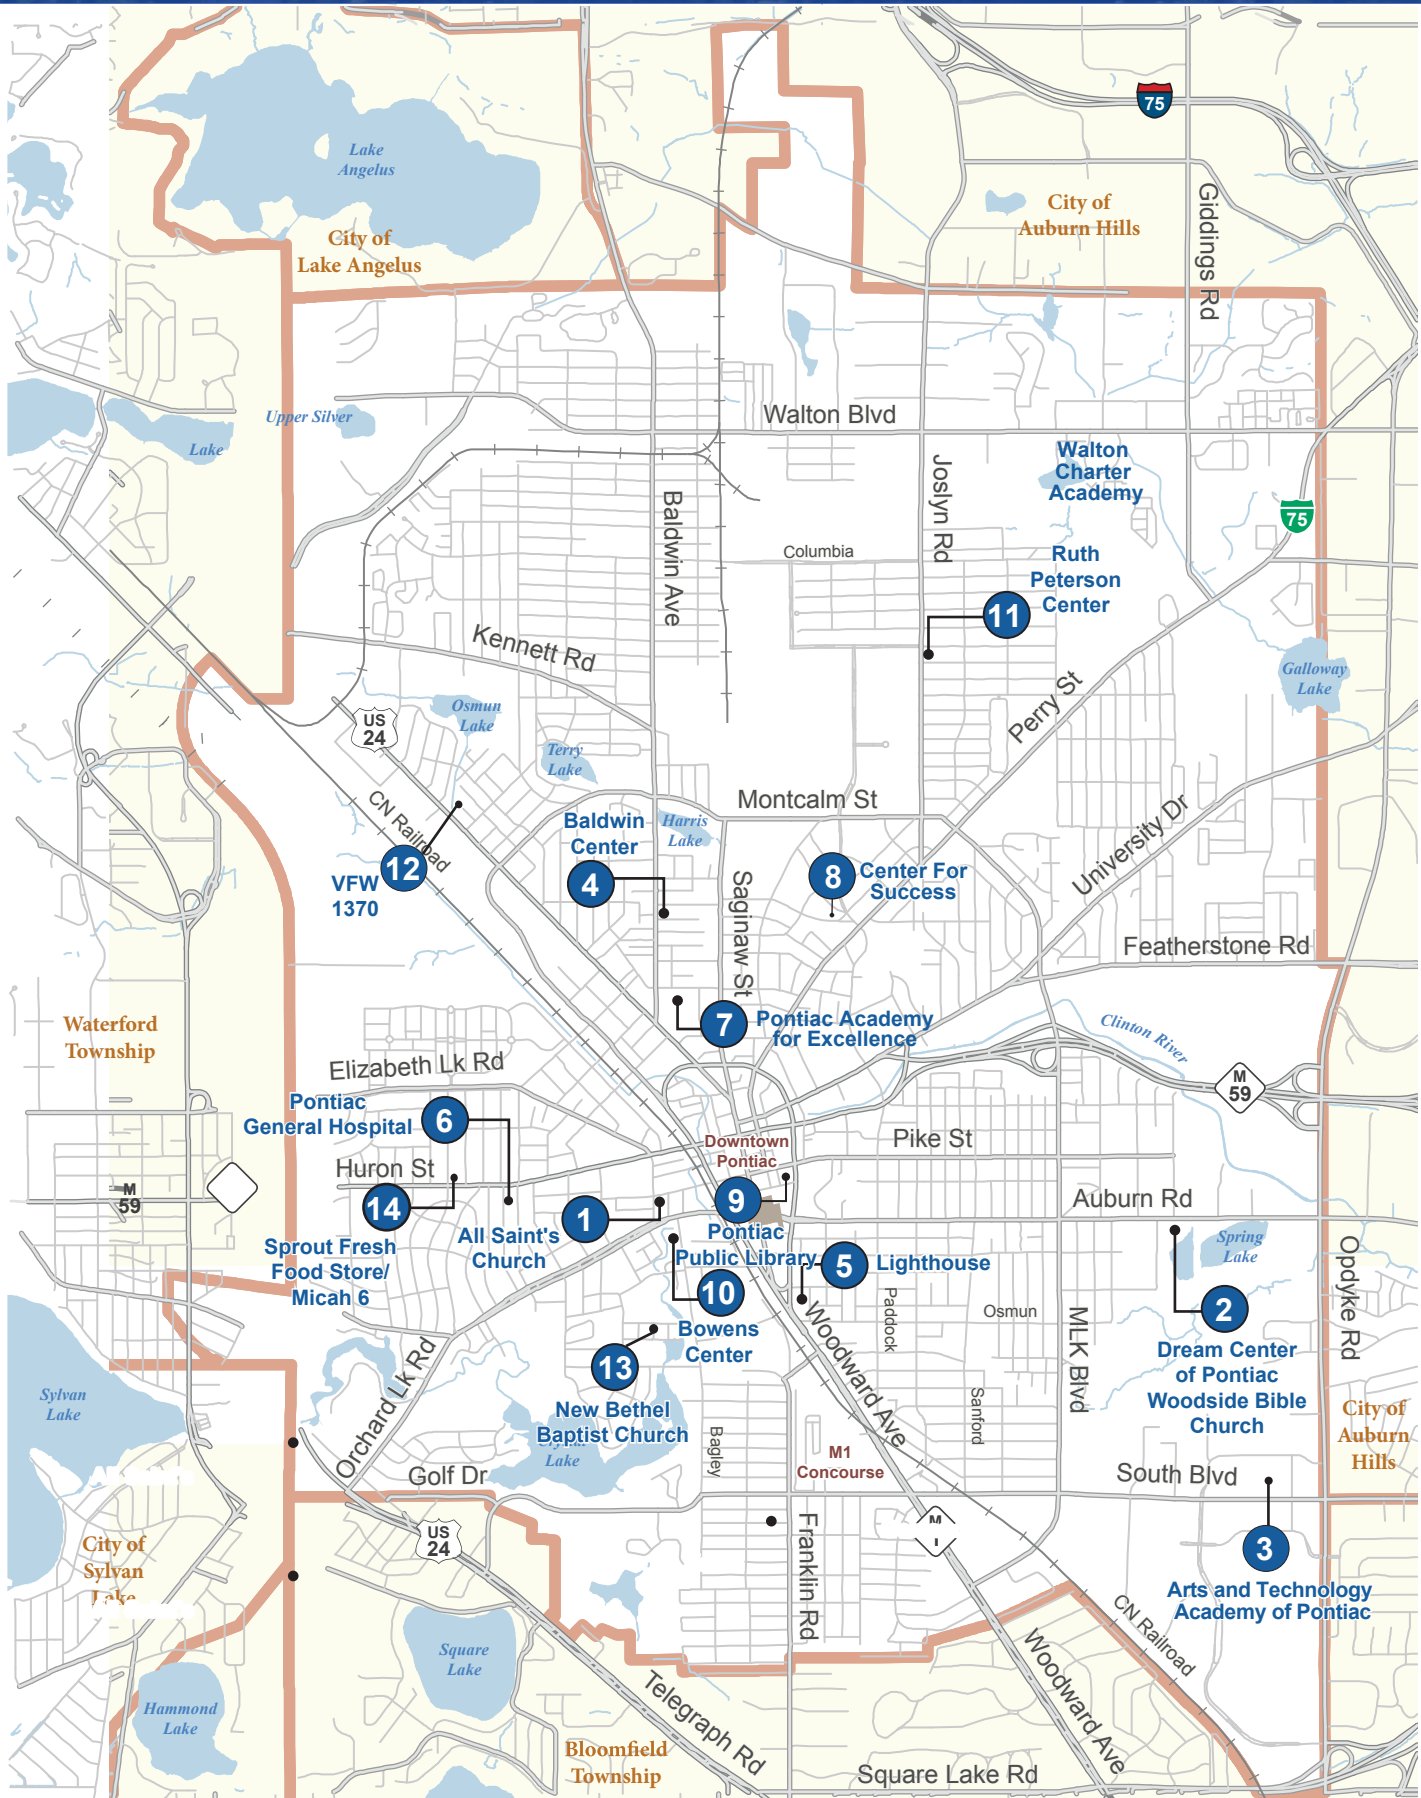 75
Lake
Angelus
City of
Lake Angelus
City of
Auburn Hills
Giddings Rd
Upper Silver
Lake
Walton Blvd
Walton
Charter
Academy
Joslyn Rd
Baldwin Ave
75
Columbia
Ruth
Peterson
Center
11
Kennett Rd
Galloway
Lake
Perry St
Osmun
Lake
US
24
Terry
Lake
Montcalm St
University Dr
CN Railroad
Baldwin
Center
4
Harris
Lake
12
VFW
1370
8
Center For
Success
Saginaw St
Featherstone Rd
Waterford
Township
7
Pontiac Academy
for Excellence
Clinton River
Elizabeth Lk Rd
M
59
Pontiac
General Hospital
6
Downtown
Pontiac
Pike St
Huron St
M
59
14
Sprout Fresh
Food Store/
Micah 6
All Saint's
Church
1
9
Pontiac
Public Library
Auburn Rd
Spring
Lake
5
Lighthouse
10
Bowens
Center
Woodward Ave
Paddock
Osmun
MLK Blvd
2
Dream Center
of Pontiac
Woodside Bible
Church
Opdyke Rd
13
New Bethel
Baptist Church
Orchard Lk Rd
Sylvan
Lake
Lake
Bagley
Sanford
M1
Concourse
City of
Auburn
Hills
Golf Dr
South Blvd
US
24
Franklin Rd
M
City of
Sylvan
Lake
3
Arts and Technology
Academy of Pontiac
CN Railroad
Square
Lake
Woodward Ave
Telegraph Rd
Hammond
Lake
Bloomfield
Township
Square Lake Rd